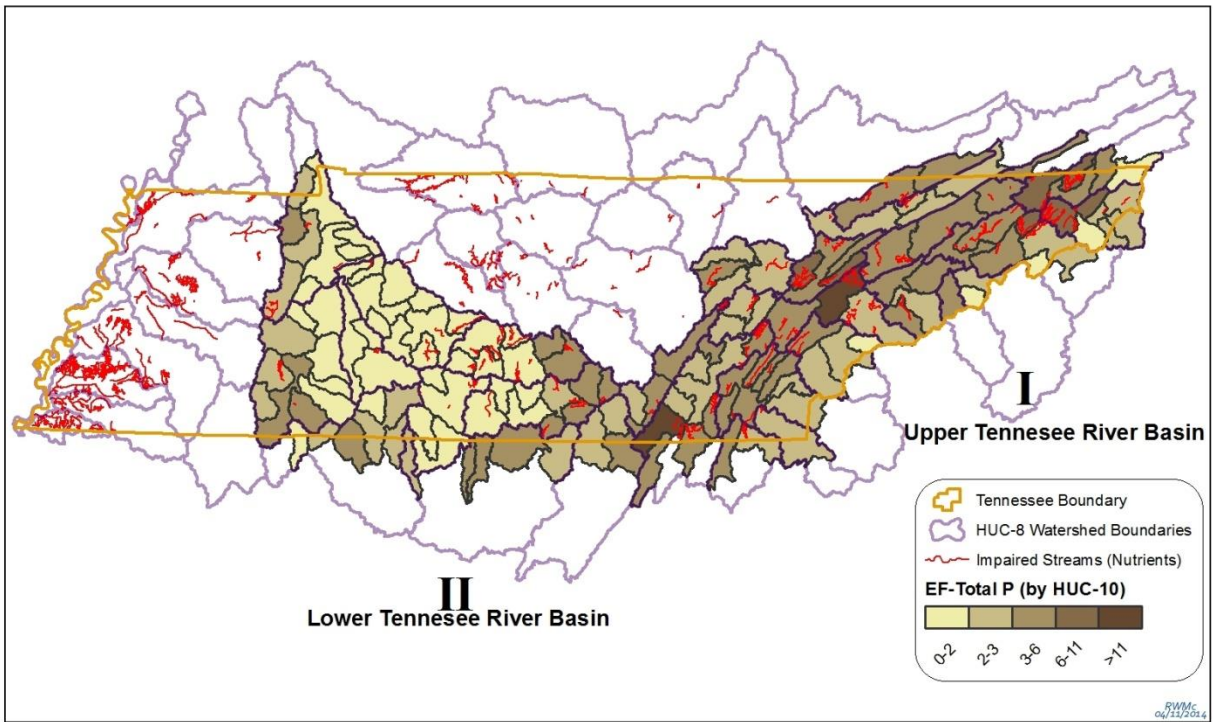 I
Upper Tennesee River Basin
II
Lower Tennesee River Basin
Tennessee Boundary
HUC-8 Watershed Boundaries
Impaired Streams (Nutrients)
EF-Total P (by HUC-10)
0-2 2-3 3-6 6-11 >11
RWMc
04/11/2014